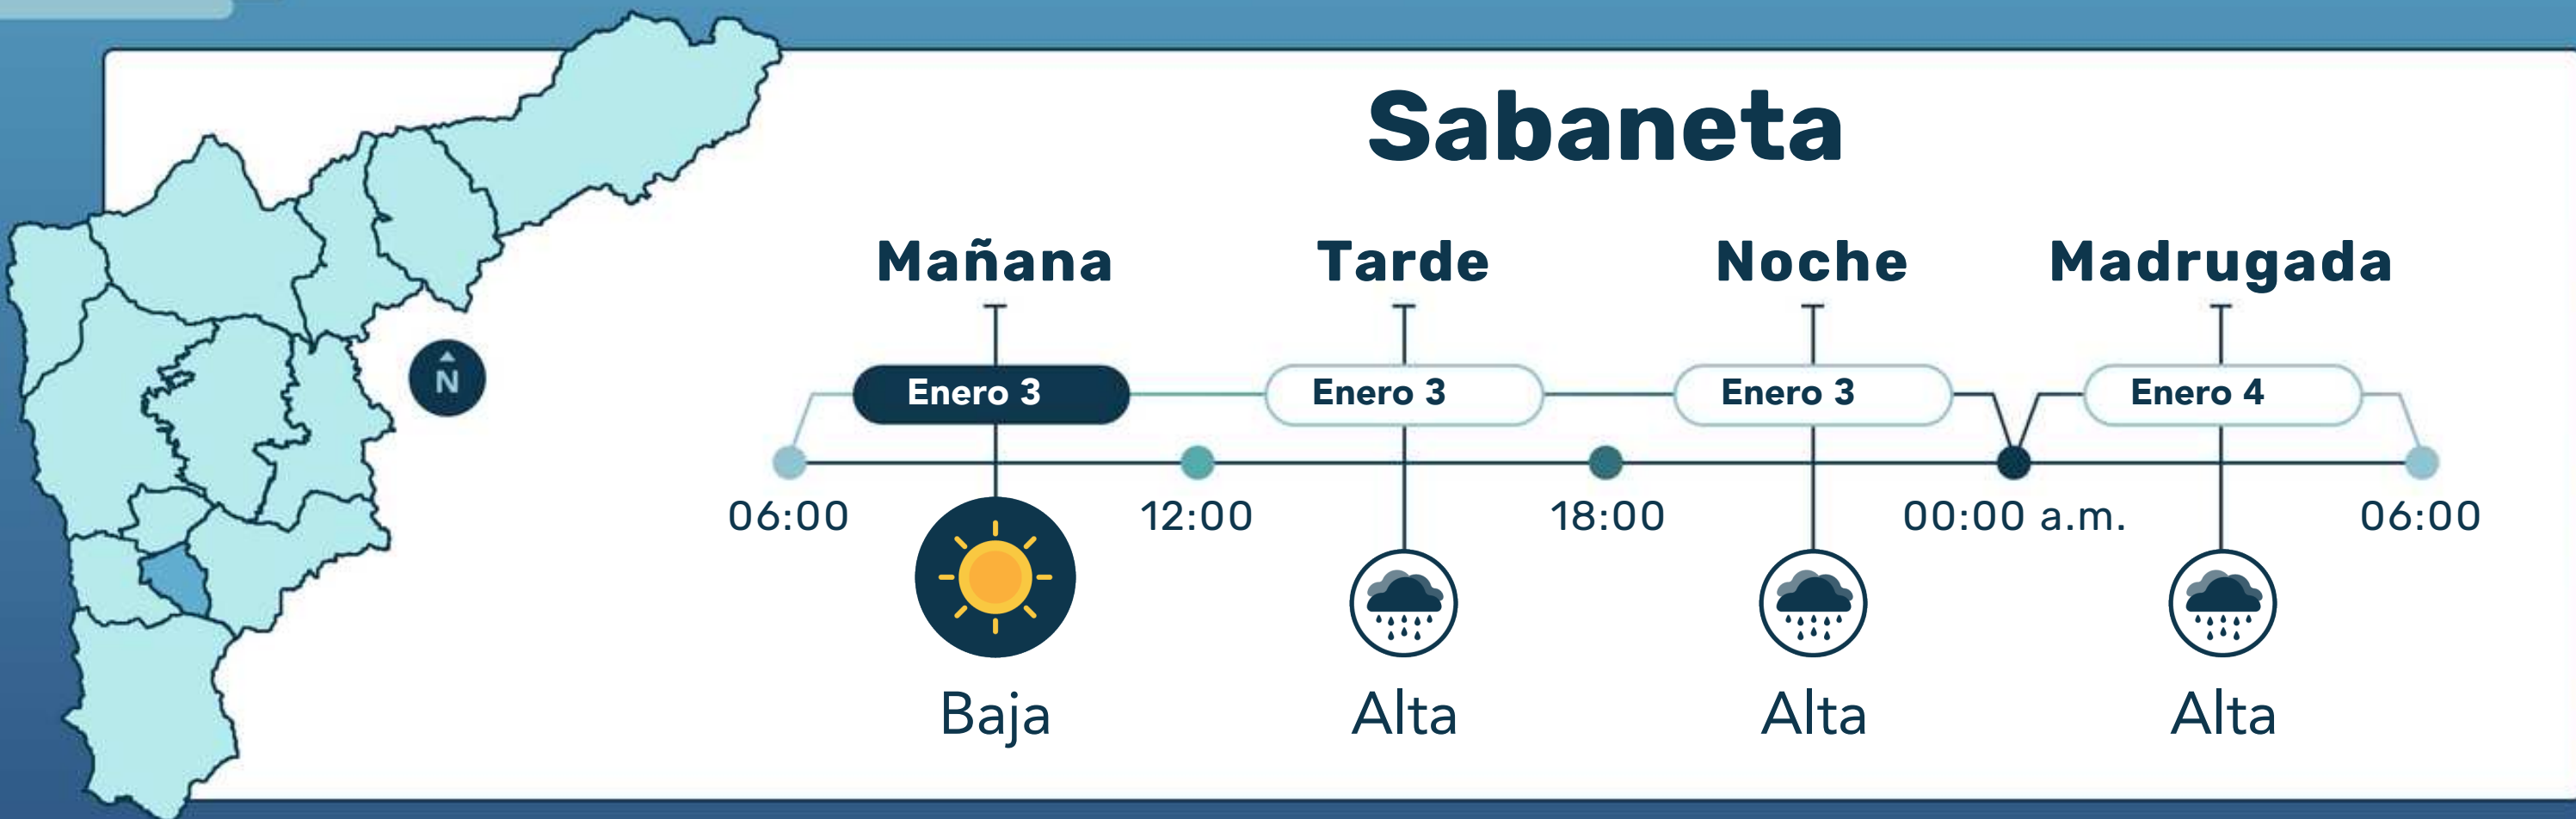 Sabaneta
Mañana Tarde Noche Madrugada
Enero 3 Enero 3 Enero 3 Enero 4
N
06:00 12:00 18:00 00:00 a.m. 06:00
Baja Alta Alta Alta